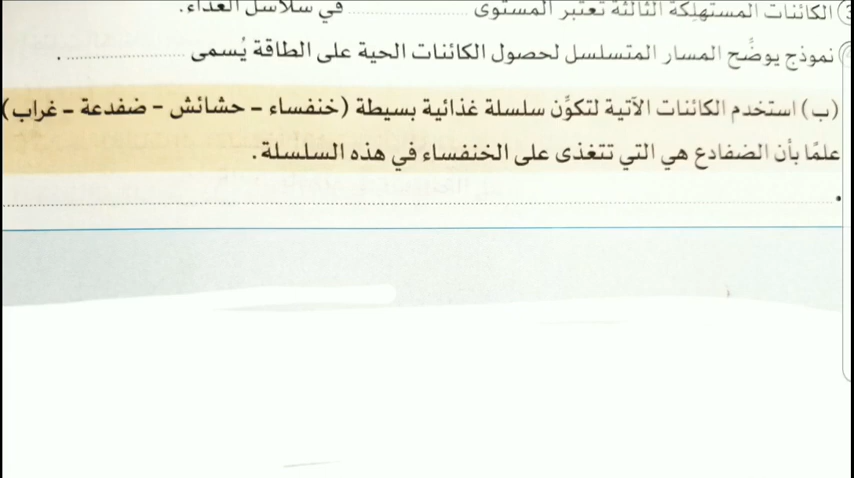 ③ الكائنات المستهلكة الثالثة تعتبر المستوى .................... في سلاسل الغذاء.
نموذج يوضِّح المسار المتسلسل لحصول الكائنات الحية على الطاقة يُسمى .................... .
(ب) استخدم الكائنات الآتية لتكوِّن سلسلة غذائية بسيطة (خنفساء – حشائش – ضفدعة – غراب)
علمًا بأن الضفادع هي التي تتغذى على الخنفساء في هذه السلسلة.